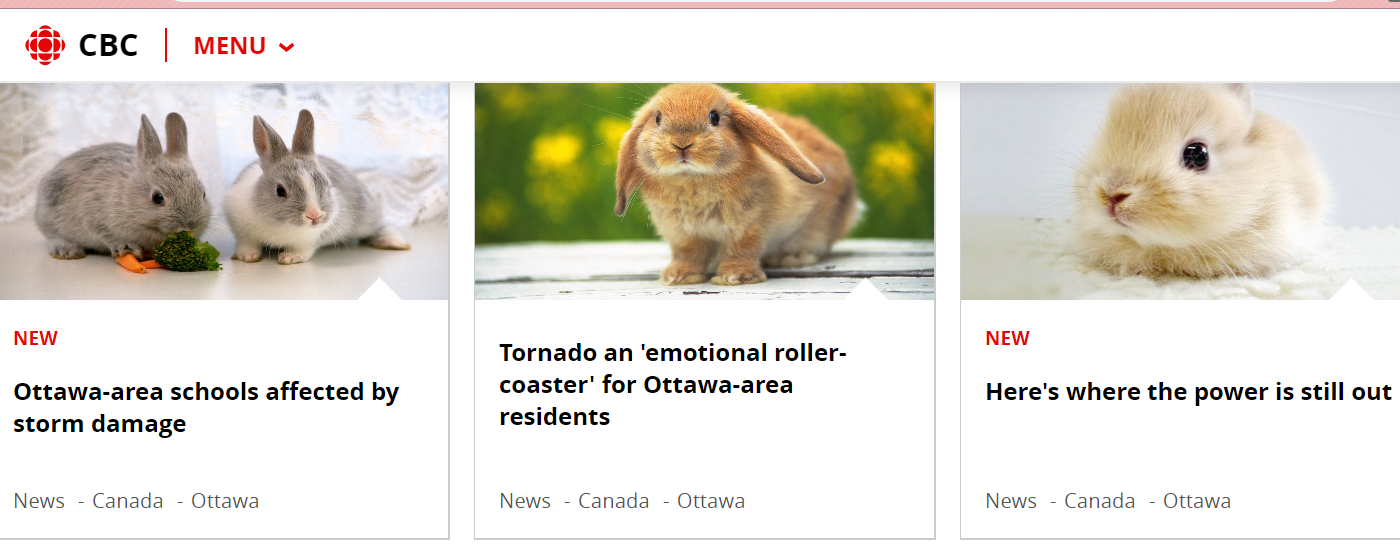 CBC MENU
NEW
Ottawa-area schools affected by
storm damage
News - Canada - Ottawa
Tornado an 'emotional roller-
coaster' for Ottawa-area
residents
News - Canada - Ottawa
NEW
Here's where the power is still out
News - Canada - Ottawa